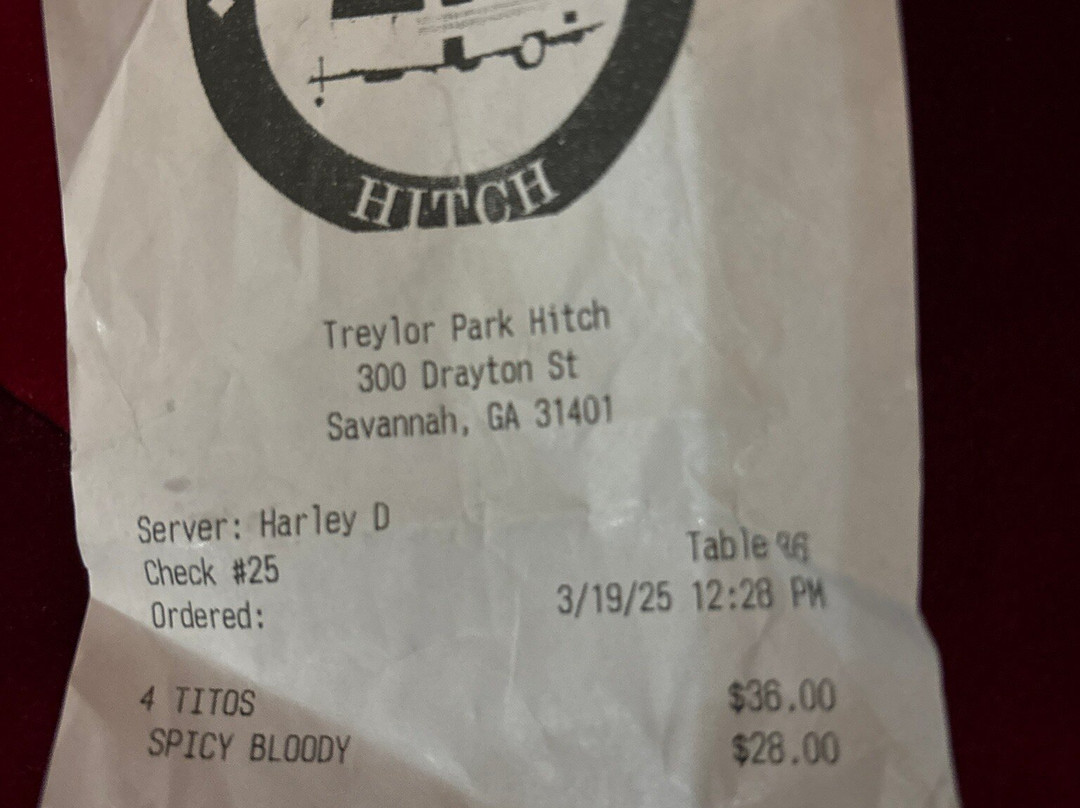 HITCH
Treylor Park Hitch
300 Drayton St
Savannah, GA 31401
Server: Harley D
Check #25
Table
Ordered:
3/19/25 12:28 PM
4 TITOS
$36.00
SPICY BLOODY
$28.00